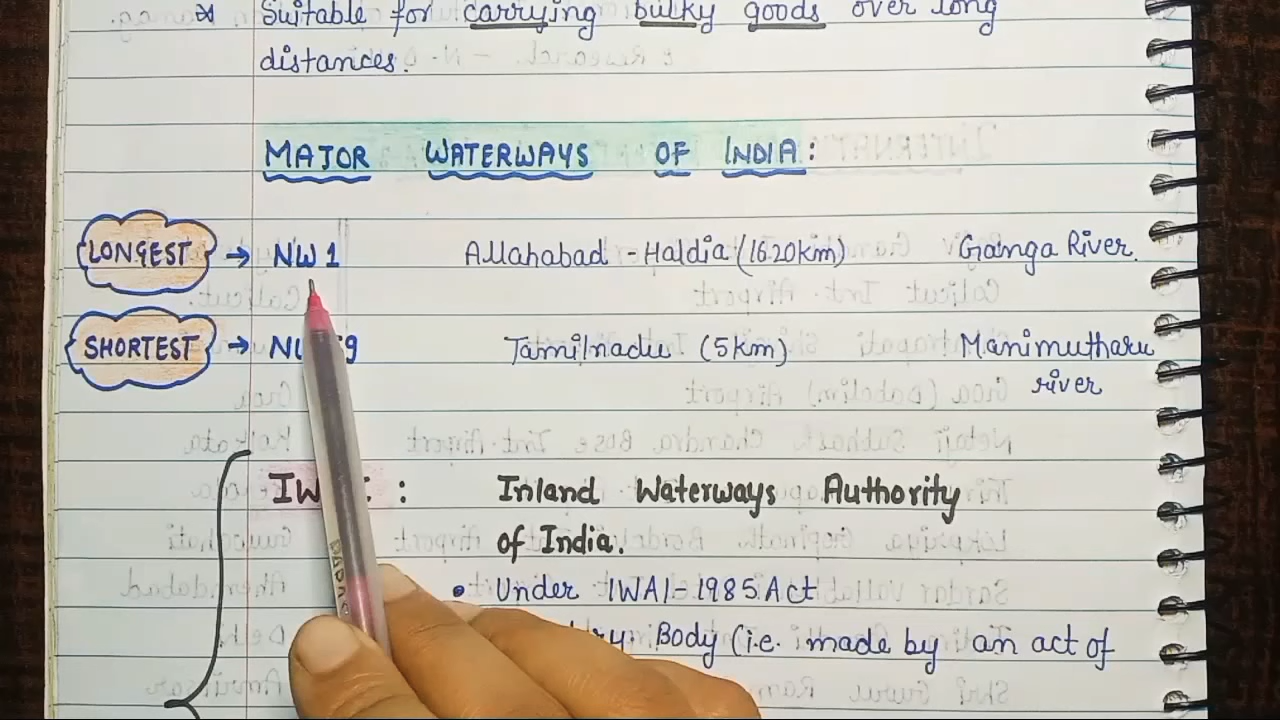 Suitable for carrying bulky goods over long
distances.
MAJOR WATERWAYS OF INDIA:
LONGEST → NW1 Allahabad - Haldia (1620km) Ganga River.
SHORTEST → Tamilnadu (5km) Manimutharu
river
: Inland Waterways Authority
of India.
• Under IWAI-1985 Act
Body (i.e. made by an act of